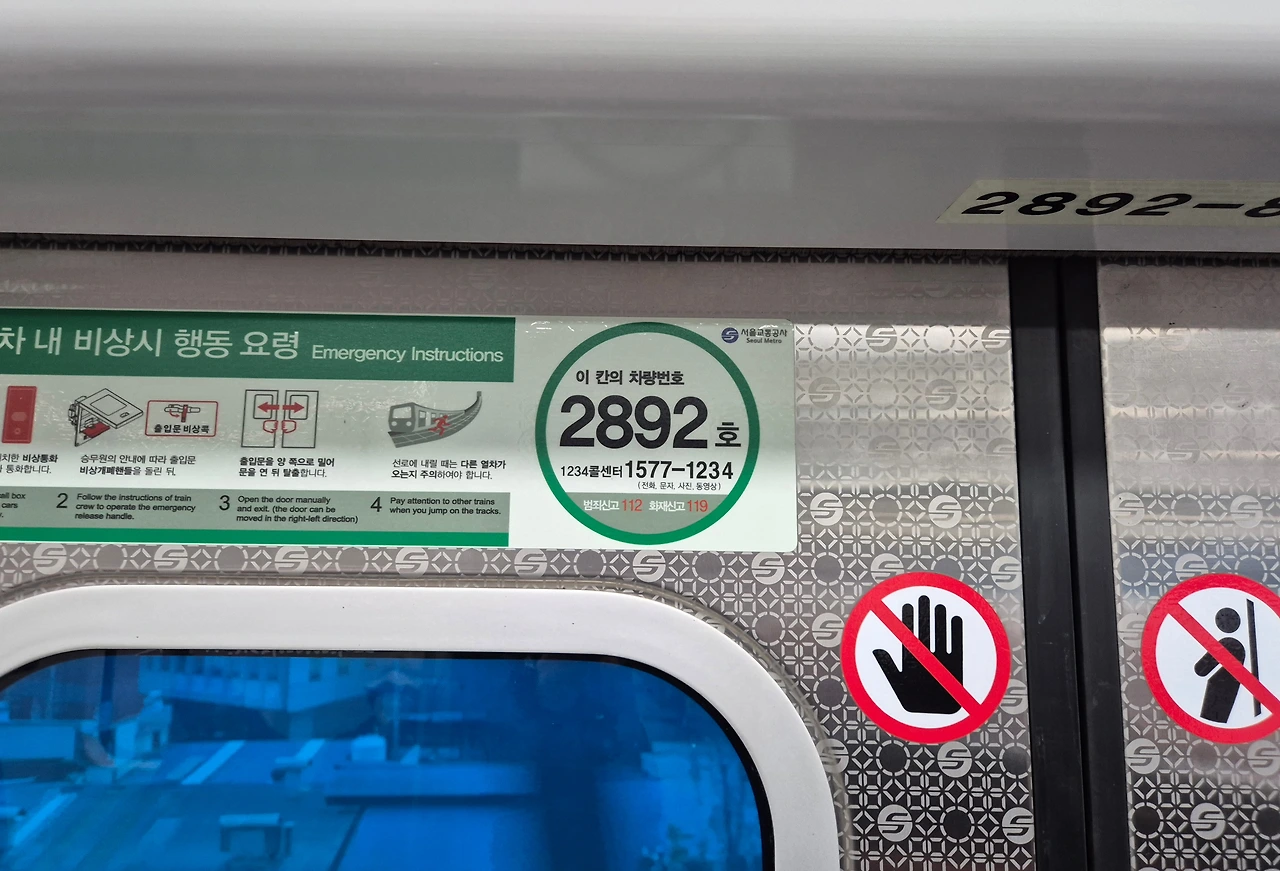 2892-8
차 내 비상시 행동 요령 Emergency Instructions
출입문 비상콕
비상통화
통화합니다.
승무원의 안내에 따라 출입문
비상개폐핸들을 돌린 뒤,
출입문을 양 쪽으로 밀어
문을 연 뒤 탈출합니다.
선로에 내릴 때는 다른 열차가
오는지 주의하여야 합니다.
box
cars
2 Follow the instructions of train
crew to operate the emergency
release handle.
3 Open the door manually
and exit. (the door can be
moved in the right-left direction)
4 Pay attention to other trains
when you jump on the tracks.
서울교통공사
Seoul Metro
이 칸의 차량번호
2892호
1234콜센터 1577-1234
(전화, 문자, 사진, 동영상)
범죄신고 112 화재신고 119